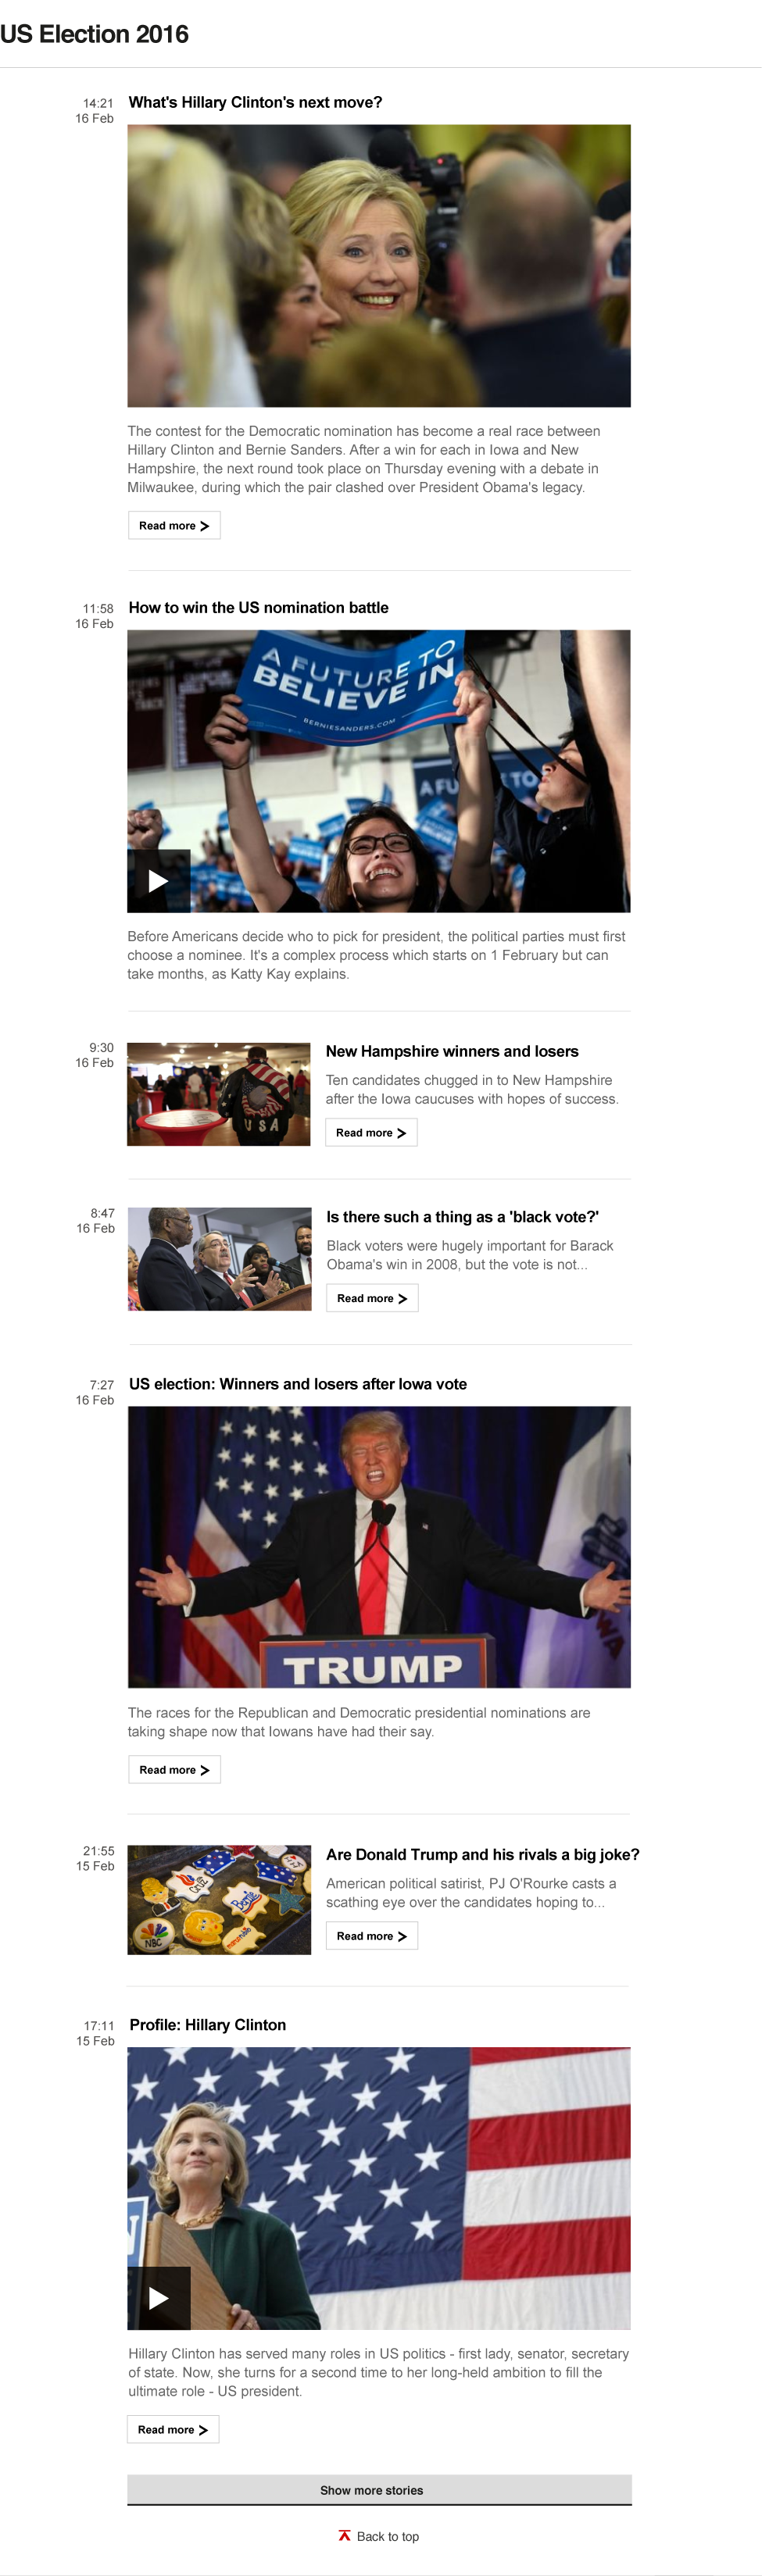 US Election 2016
14:21
16 Feb
What's Hillary Clinton's next move?
The contest for the Democratic nomination has become a real race between
Hillary Clinton and Bernie Sanders. After a win for each in Iowa and New
Hampshire, the next round took place on Thursday evening with a debate in
Milwaukee, during which the pair clashed over President Obama's legacy.
Read more
11:58
16 Feb
How to win the US nomination battle
A FUTURE TO
BELIEVE IN
BERNIESANDERS.COM
A FU
TO
Before Americans decide who to pick for president, the political parties must first
choose a nominee. It's a complex process which starts on 1 February but can
take months, as Katty Kay explains.
9:30
16 Feb
USA
New Hampshire winners and losers
Ten candidates chugged in to New Hampshire
after the Iowa caucuses with hopes of success.
Read more
8:47
16 Feb
Is there such a thing as a 'black vote?'
Black voters were hugely important for Barack
Obama's win in 2008, but the vote is not...
Read more
7:27
16 Feb
US election: Winners and losers after Iowa vote
TRUMP
The races for the Republican and Democratic presidential nominations are
taking shape now that Iowans have had their say.
Read more
21:55
15 Feb
Cruz
Bernie
NBC
Are Donald Trump and his rivals a big joke?
American political satirist, PJ O'Rourke casts a
scathing eye over the candidates hoping to...
Read more
17:11
15 Feb
Profile: Hillary Clinton
Hillary Clinton has served many roles in US politics - first lady, senator, secretary
of state. Now, she turns for a second time to her long-held ambition to fill the
ultimate role - US president.
Read more
Show more stories
Back to top